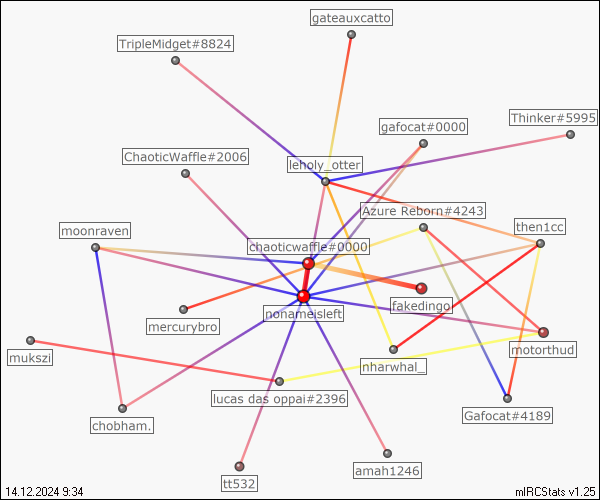 gateauxcatto
TripleMidget#8824
Thinker#5995
gafocat#0000
ChaoticWaffle#2006
leholy_otter
Azure Reborn#4243
then1cc
moonraven
chaoticwaffle#0000
fakedingo
nonameisleft
mercurybro
motorthud
mukszi
nharwhal_
lucas das oppai#2396
Gafocat#4189
chobham.
amah1246
tt532
14.12.2024 9:34
mIRCStats v1.25